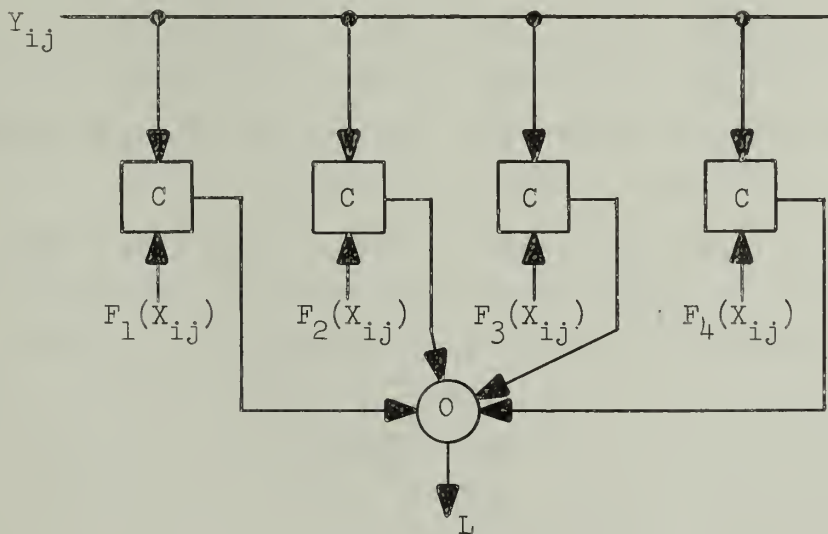 Y_ij
C C C C
F_1(X_ij) F_2(X_ij) F_3(X_ij) F_4(X_ij)
O
L